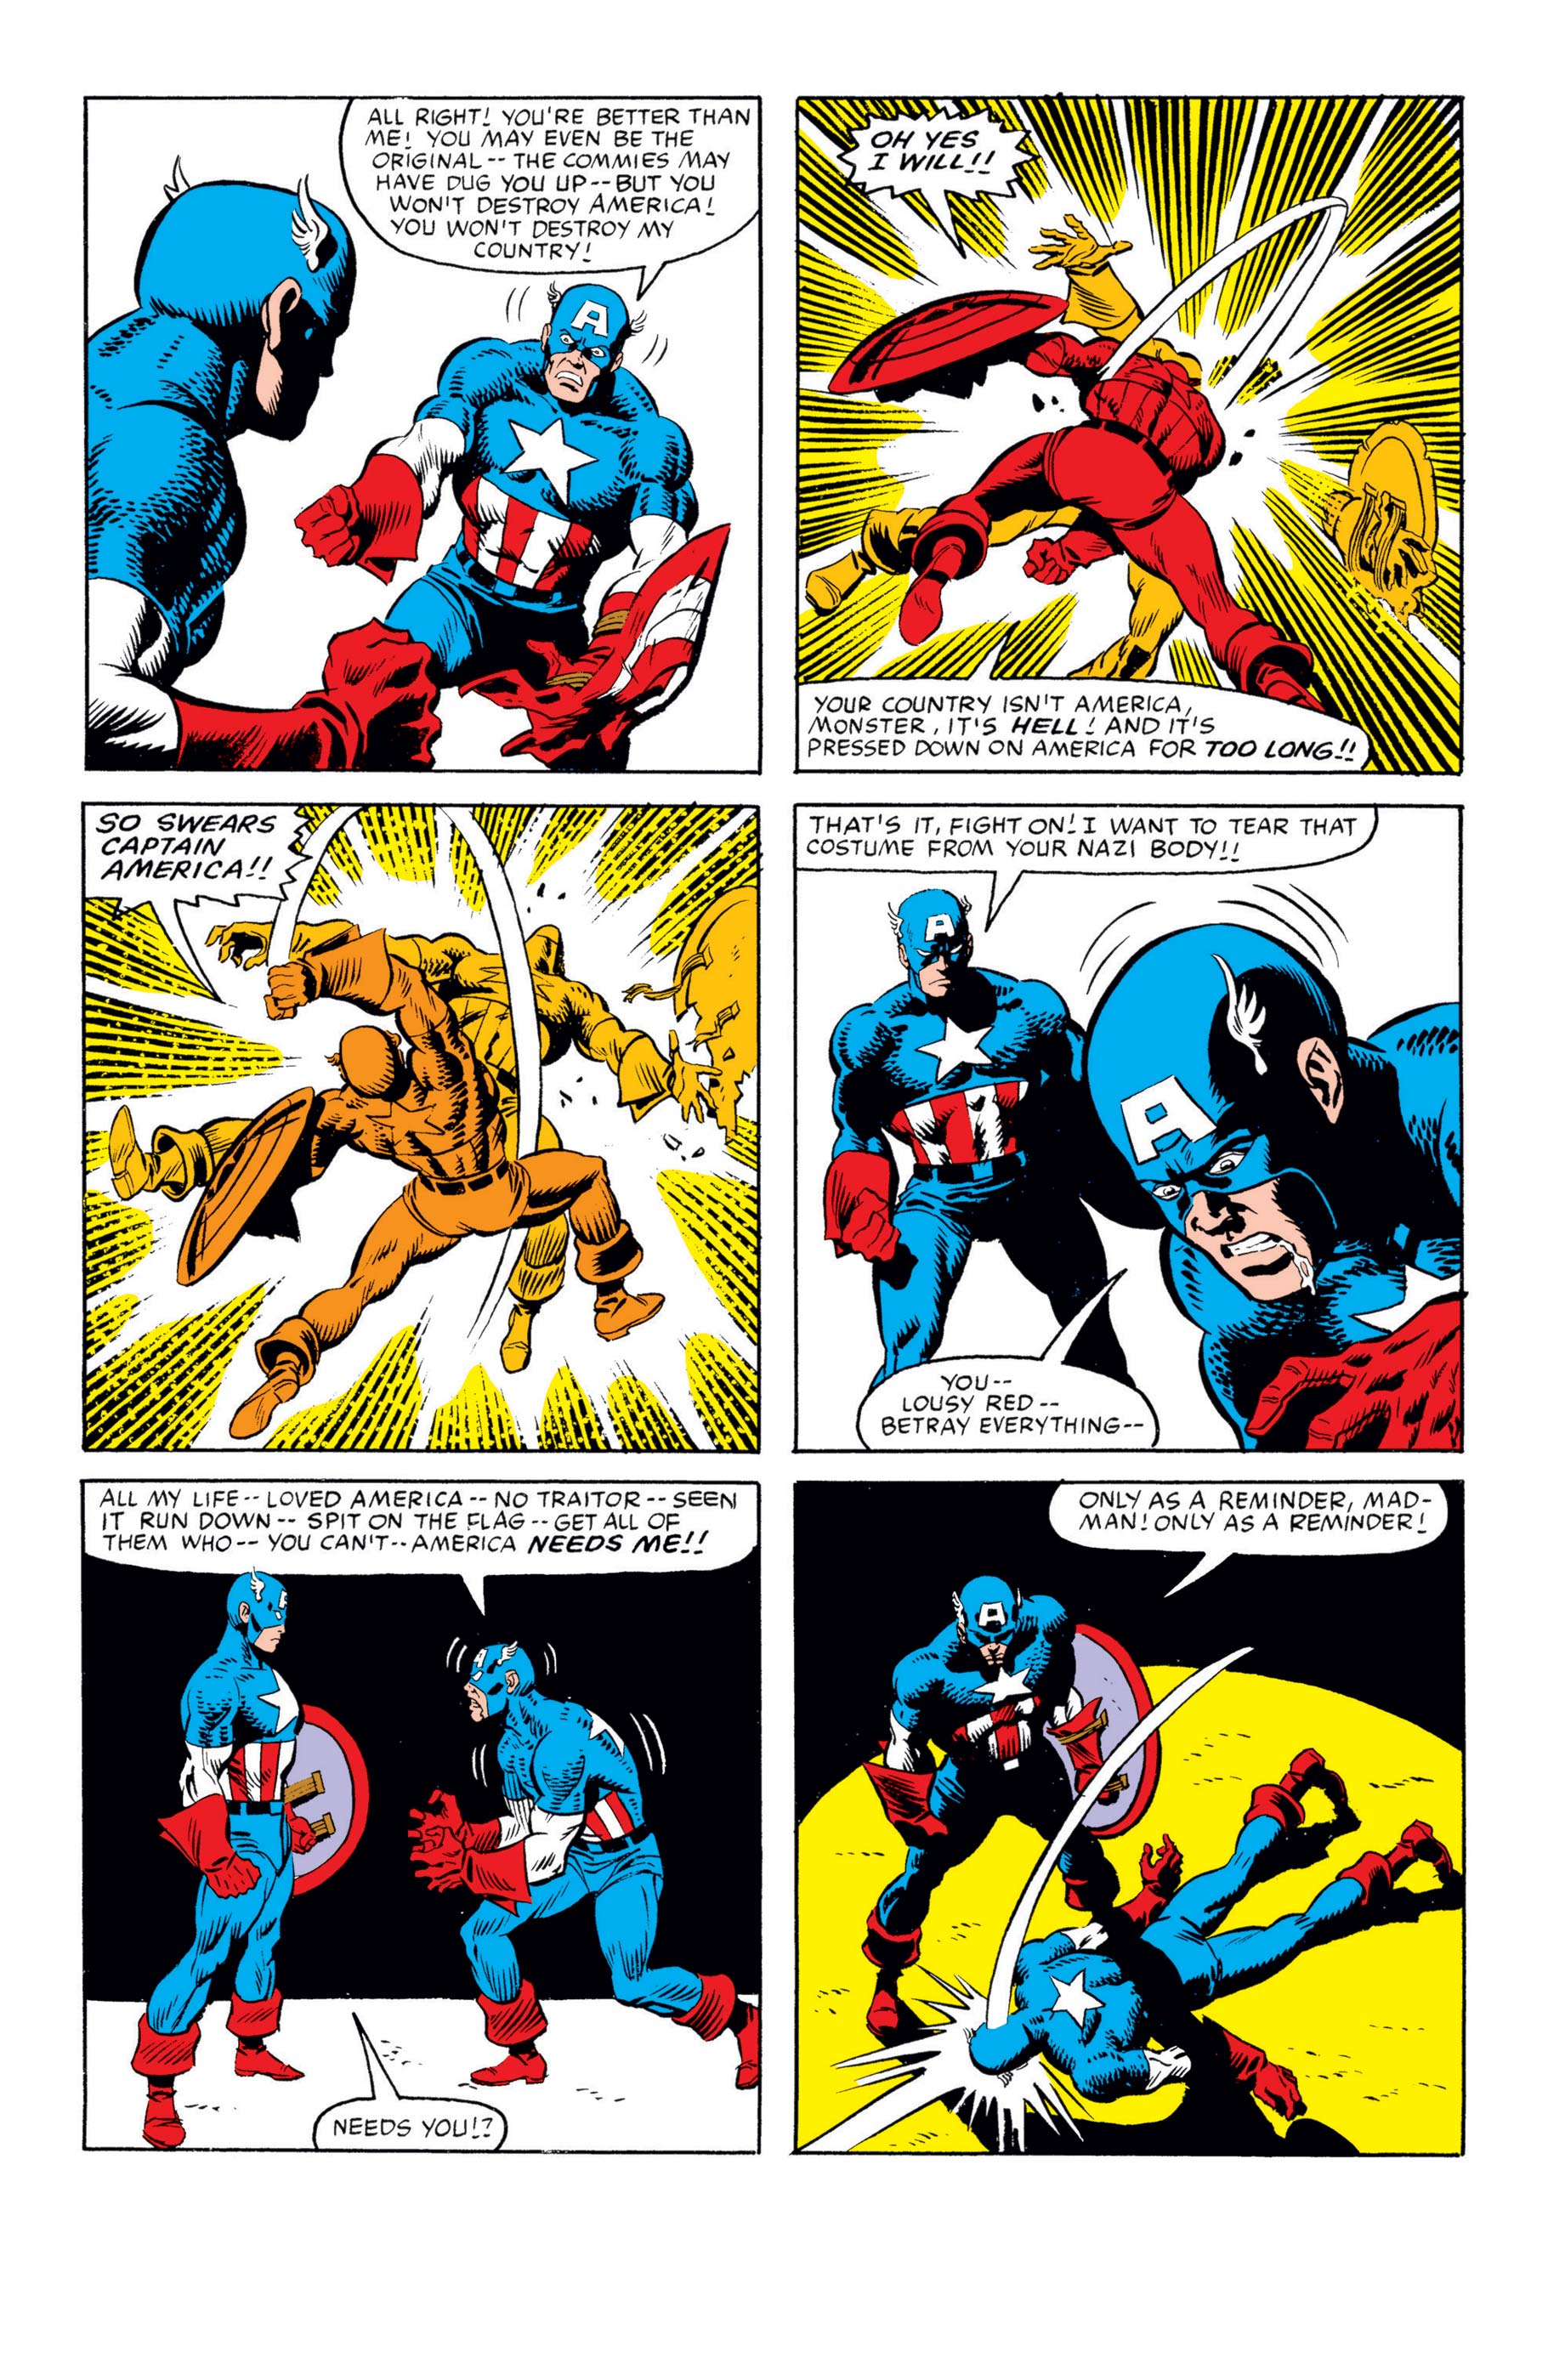 ALL RIGHT! YOU'RE BETTER THAN
ME! YOU MAY EVEN BE THE
ORIGINAL -- THE COMMIES MAY
HAVE DUG YOU UP -- BUT YOU
WON'T DESTROY AMERICA!
YOU WON'T DESTROY MY
COUNTRY!
A
OH YES
I WILL!!
YOUR COUNTRY ISN'T AMERICA,
MONSTER, IT'S HELL! AND IT'S
PRESSED DOWN ON AMERICA FOR TOO LONG!!
SO SWEARS
CAPTAIN
AMERICA!!
THAT'S IT, FIGHT ON! I WANT TO TEAR THAT
COSTUME FROM YOUR NAZI BODY!!
A
A
YOU--
LOUSY RED --
BETRAY EVERYTHING--
ALL MY LIFE -- LOVED AMERICA -- NO TRAITOR -- SEEN
IT RUN DOWN -- SPIT ON THE FLAG -- GET ALL OF
THEM WHO -- YOU CAN'T -- AMERICA NEEDS ME!!
A
A
NEEDS YOU!?
ONLY AS A REMINDER, MAD-
MAN! ONLY AS A REMINDER!
A